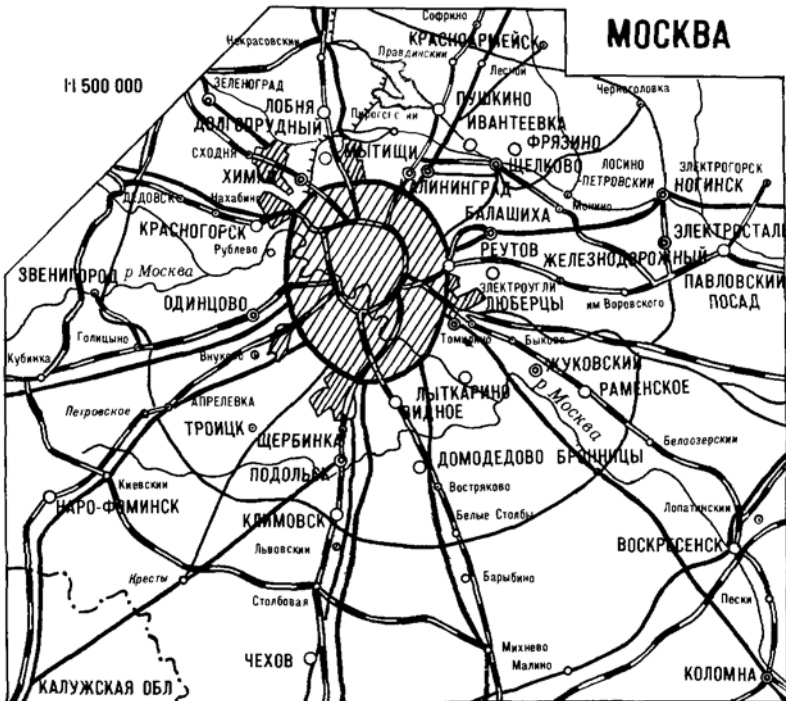 Софрино
КРАСНОАРМЕЙСК
МОСКВА
Некрасовский
Правдинский
Лесной
1:1 500 000
ЗЕЛЕНОГРАД
Черноголовка
ЛОБНЯ
ПУШКИНО
ДОЛГОПРУДНЫЙ
ИВАНТЕЕВКА
ФРЯЗИНО
СХОДНЯ
МЫТИЩИ
ЩЕЛКОВО
ЛОСИНО
ПЕТРОВСКИЙ
ЭЛЕКТРОГОРСК
ХИМКИ
КАЛИНИНГРАД
НОГИНСК
ДЕДОВСК
Нахабино
БАЛАШИХА
Монино
КРАСНОГОРСК
Рублево
РЕУТОВ
ЭЛЕКТРОСТАЛЬ
ЖЕЛЕЗНОДОРОЖНЫЙ
ЗВЕНИГОРОД
р Москва
ЭЛЕКТРОУГЛИ
ПАВЛОВСКИЙ
ПОСАД
ОДИНЦОВО
ЛЮБЕРЦЫ
им Воровского
Голицыно
Томилино
Быково
Кубинка
Внуково
ЖУКОВСКИЙ
ЛЫТКАРИНО
РАМЕНСКОЕ
р Москва
Петровское
АПРЕЛЕВКА
ВИДНОЕ
ТРОИЦК
ЩЕРБИНКА
Белоозерский
ПОДОЛЬСК
ДОМОДЕДОВО
БРОННИЦЫ
Киевский
Востряково
НАРО-ФОМИНСК
КЛИМОВСК
Белые Столбы
Лопатинский
Львовский
ВОСКРЕСЕНСК
Кресты
Барыбино
Столбовая
Пески
Михнево
ЧЕХОВ
Малино
КОЛОМНА
КАЛУЖСКАЯ ОБЛ